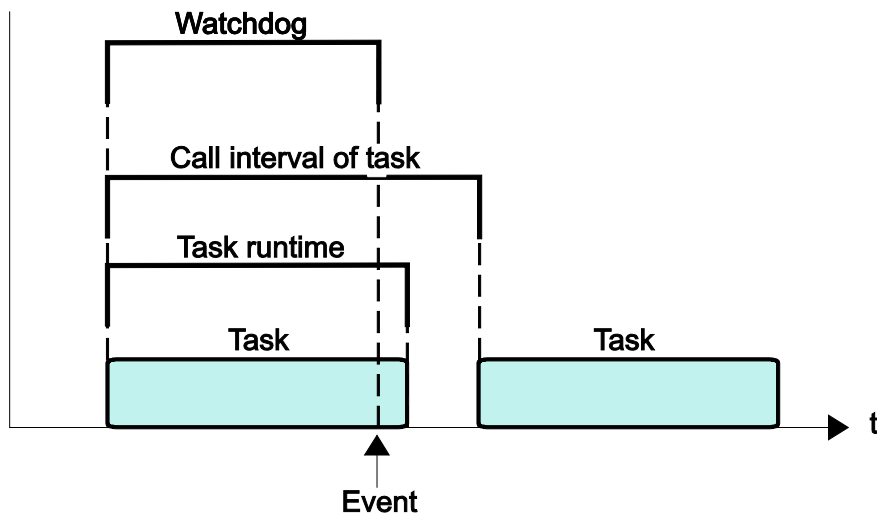 Watchdog
Call interval of task
Task runtime
Task
Task
t
Event